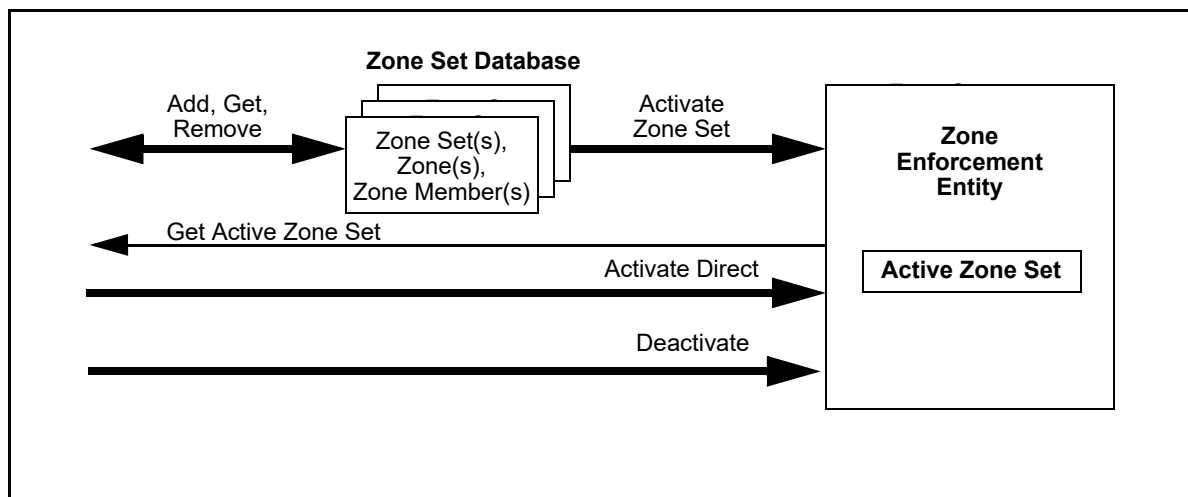 Zone Set Database
Add, Get,
Remove
Zone Set(s),
Zone(s),
Zone Member(s)
Activate
Zone Set
Zone
Enforcement
Entity
Get Active Zone Set
Activate Direct
Active Zone Set
Deactivate